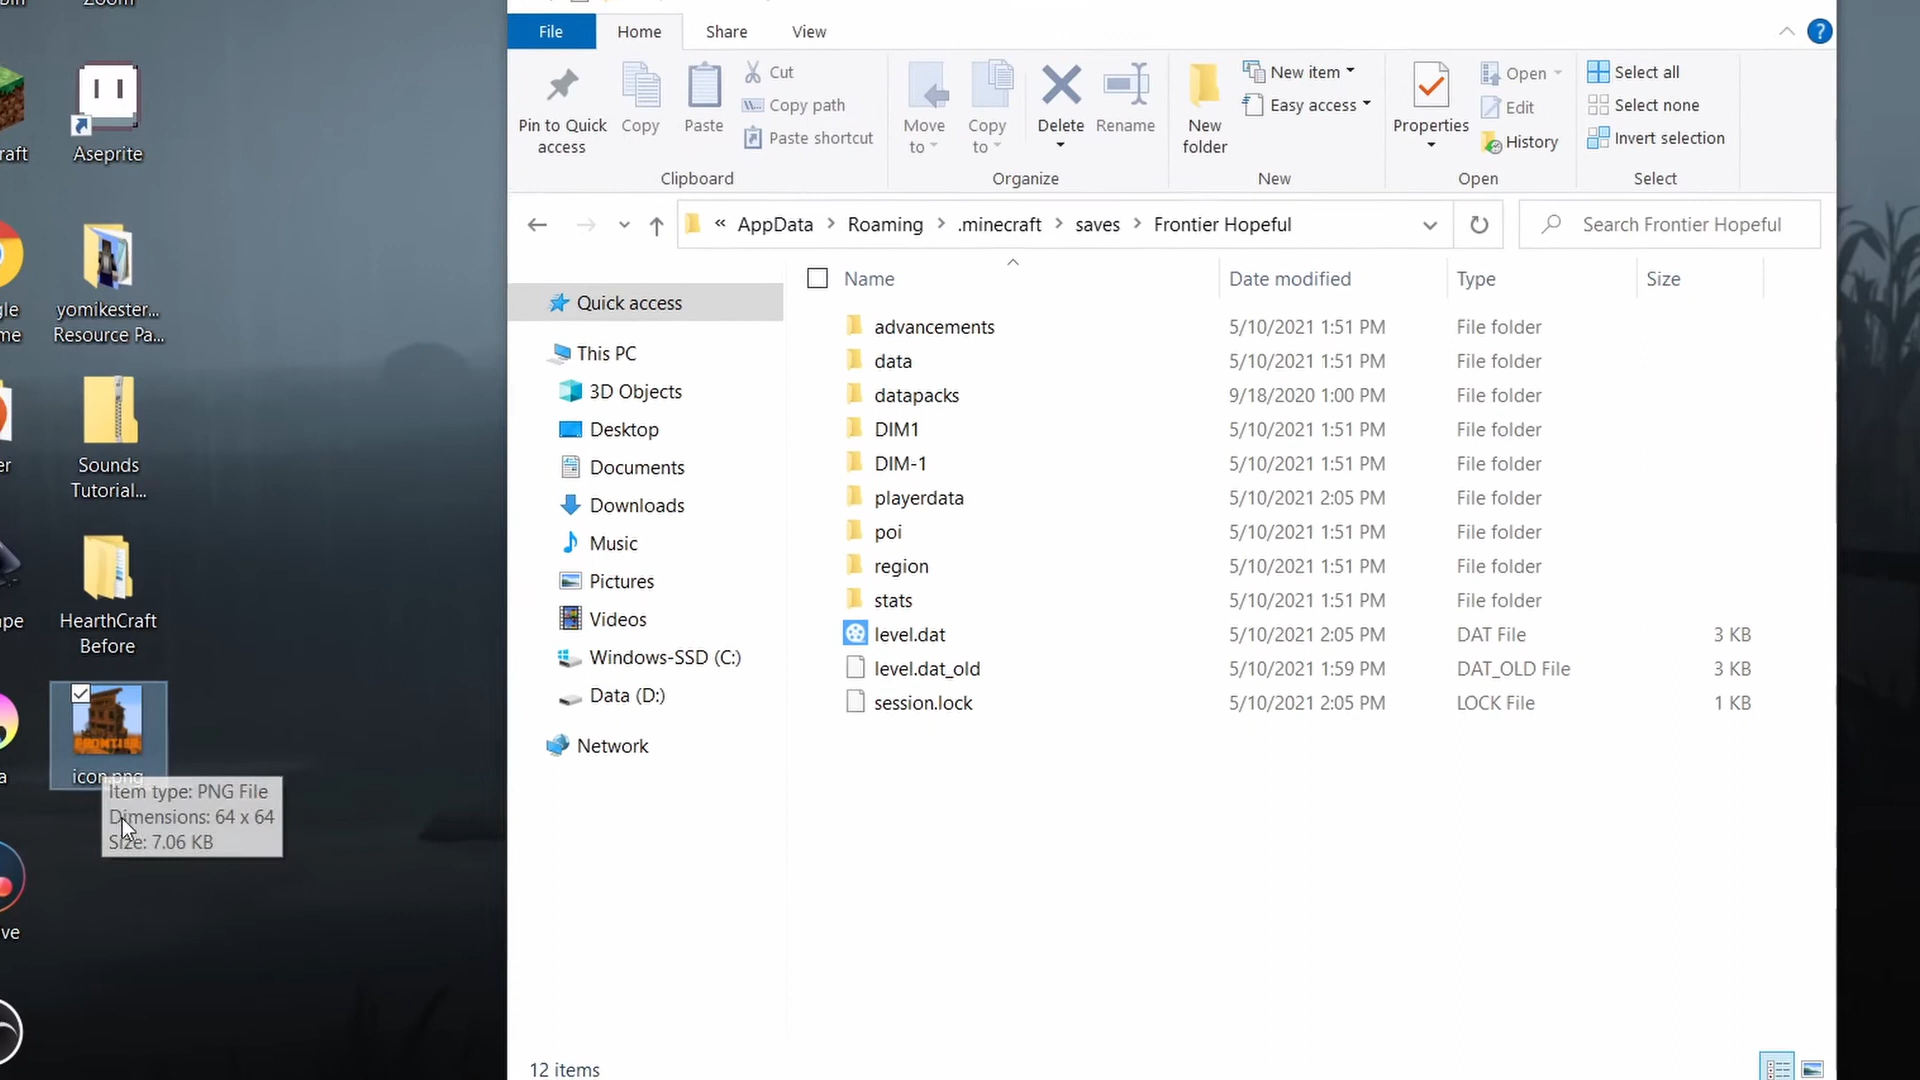 Zoom
File
Home
Share
View
Pin to Quick
access
Copy
Paste
Cut
Copy path
Paste shortcut
Clipboard
Move
to
Copy
to
Delete
Rename
Organize
New
folder
New item
Easy access
New
Properties
Open
Edit
History
Open
Select all
Select none
Invert selection
Select
« AppData > Roaming > .minecraft > saves > Frontier Hopeful
Search Frontier Hopeful
Name Date modified Type Size
Quick access
This PC
3D Objects
Desktop
Documents
Downloads
Music
Pictures
Videos
Windows-SSD (C:)
Data (D:)
Network
advancements 5/10/2021 1:51 PM File folder
data 5/10/2021 1:51 PM File folder
datapacks 9/18/2020 1:00 PM File folder
DIM1 5/10/2021 1:51 PM File folder
DIM-1 5/10/2021 1:51 PM File folder
playerdata 5/10/2021 2:05 PM File folder
poi 5/10/2021 1:51 PM File folder
region 5/10/2021 1:51 PM File folder
stats 5/10/2021 1:51 PM File folder
level.dat 5/10/2021 2:05 PM DAT File 3 KB
level.dat_old 5/10/2021 1:59 PM DAT_OLD File 3 KB
session.lock 5/10/2021 2:05 PM LOCK File 1 KB
12 items
raft
Aseprite
gle
me
yomikester...
Resource Pa...
er
Sounds
Tutorial...
pe
HearthCraft
Before
a
icon.png
Item type: PNG File
Dimensions: 64 x 64
Size: 7.06 KB
ve